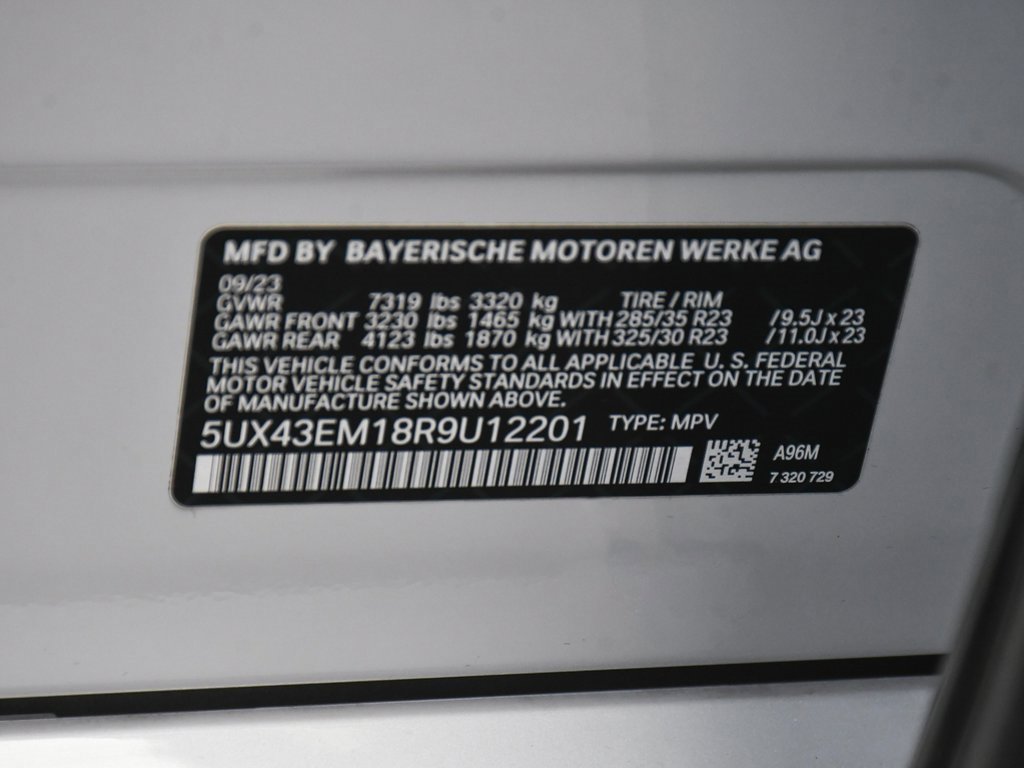 MFD BY BAYERISCHE MOTOREN WERKE AG
09/23
GVWR 7319 lbs 3320 kg TIRE / RIM
GAWR FRONT 3230 lbs 1465 kg WITH 285/35 R23 /9.5J x 23
GAWR REAR 4123 lbs 1870 kg WITH 325/30 R23 /11.0J x 23
THIS VEHICLE CONFORMS TO ALL APPLICABLE U. S. FEDERAL
MOTOR VEHICLE SAFETY STANDARDS IN EFFECT ON THE DATE
OF MANUFACTURE SHOWN ABOVE.
5UX43EM18R9U12201 TYPE: MPV
A96M
7 320 729